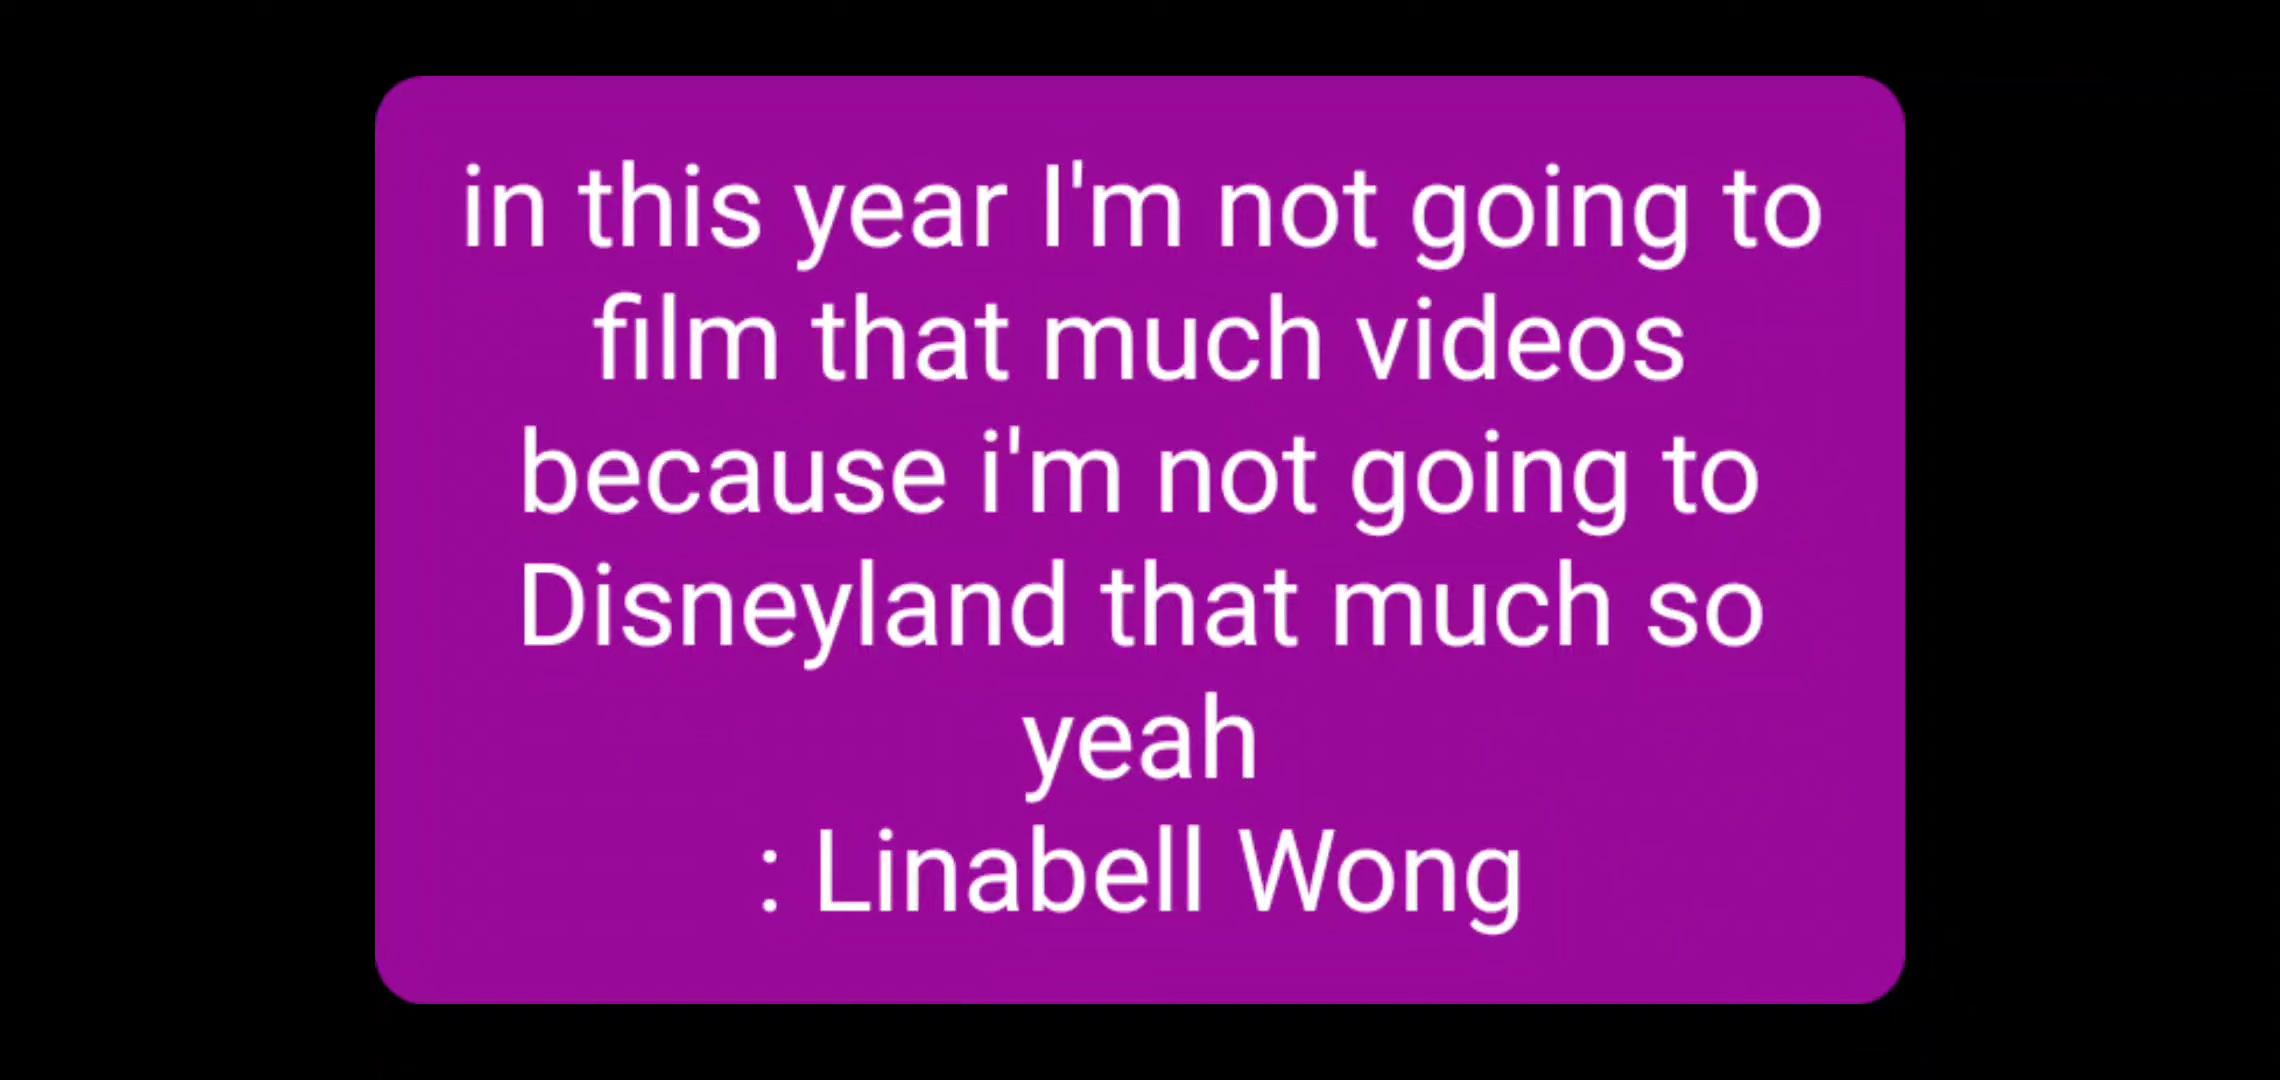 in this year I'm not going to
film that much videos
because i'm not going to
Disneyland that much so
yeah
: Linabell Wong